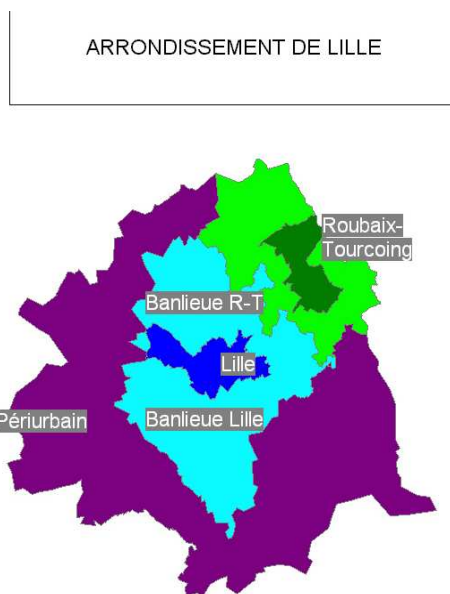 ARRONDISSEMENT DE LILLE
Roubaix-
Tourcoing
Banlieue R-T
Lille
Périurbain
Banlieue Lille